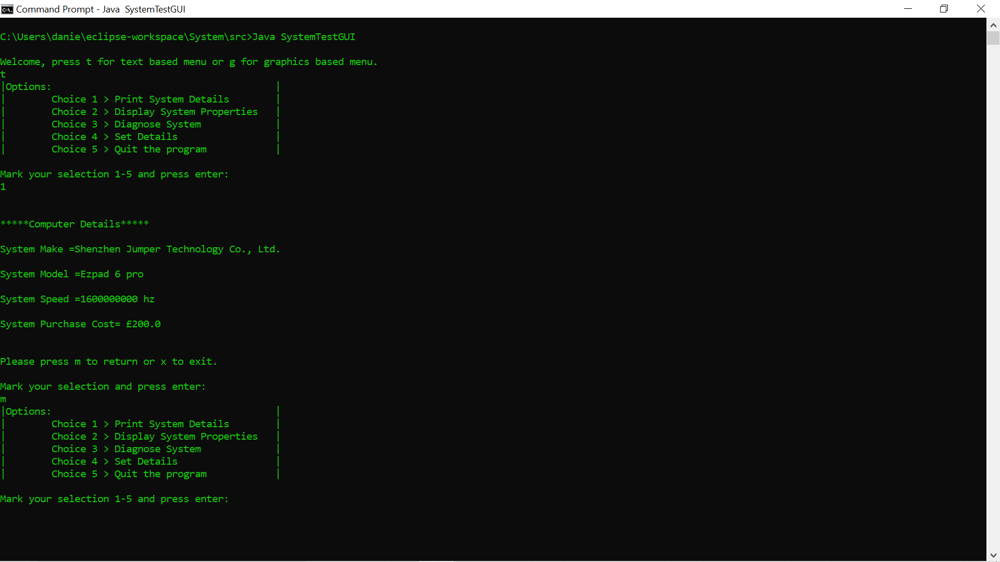 Command Prompt - Java  SystemTestGUI
C:\Users\danie\eclipse-workspace\System\src>Java SystemTestGUI
Welcome, press t for text based menu or g for graphics based menu.
t
|Options:                                       |
|        Choice 1 > Print System Details        |
|        Choice 2 > Display System Properties   |
|        Choice 3 > Diagnose System             |
|        Choice 4 > Set Details                 |
|        Choice 5 > Quit the program            |
Mark your selection 1-5 and press enter:
1
*****Computer Details*****
System Make =Shenzhen Jumper Technology Co., Ltd.
System Model =Ezpad 6 pro
System Speed =1600000000 hz
System Purchase Cost= £200.0
Please press m to return or x to exit.
Mark your selection and press enter:
m
|Options:                                       |
|        Choice 1 > Print System Details        |
|        Choice 2 > Display System Properties   |
|        Choice 3 > Diagnose System             |
|        Choice 4 > Set Details                 |
|        Choice 5 > Quit the program            |
Mark your selection 1-5 and press enter: